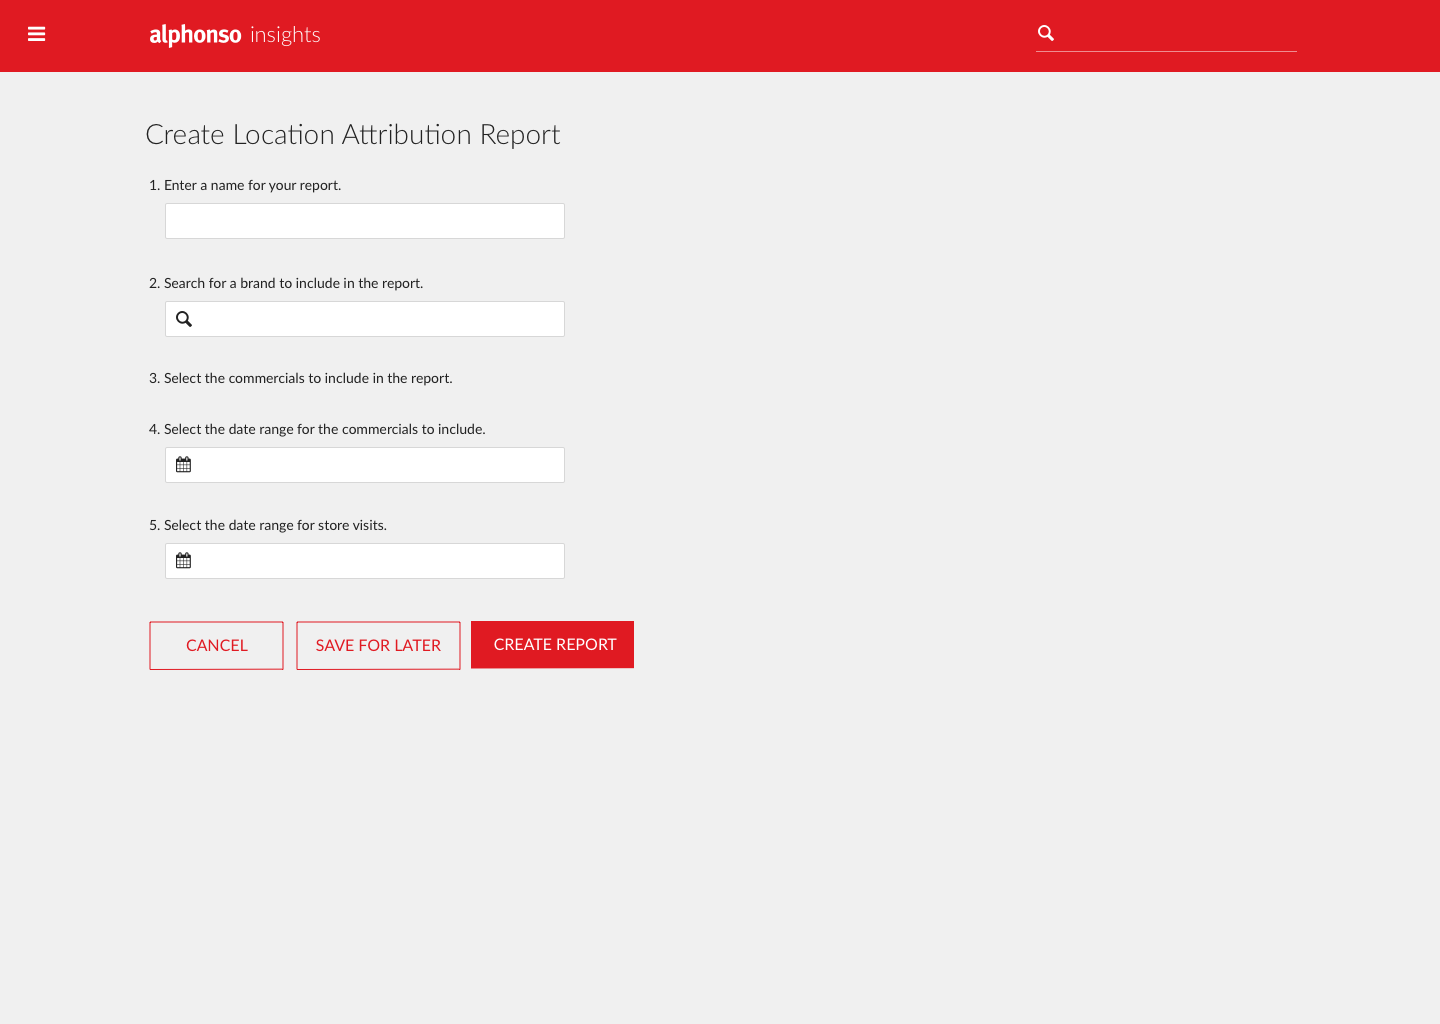 alphonso insights
Create Location Attribution Report
1. Enter a name for your report.
2. Search for a brand to include in the report.
3. Select the commercials to include in the report.
4. Select the date range for the commercials to include.
5. Select the date range for store visits.
CANCEL SAVE FOR LATER CREATE REPORT